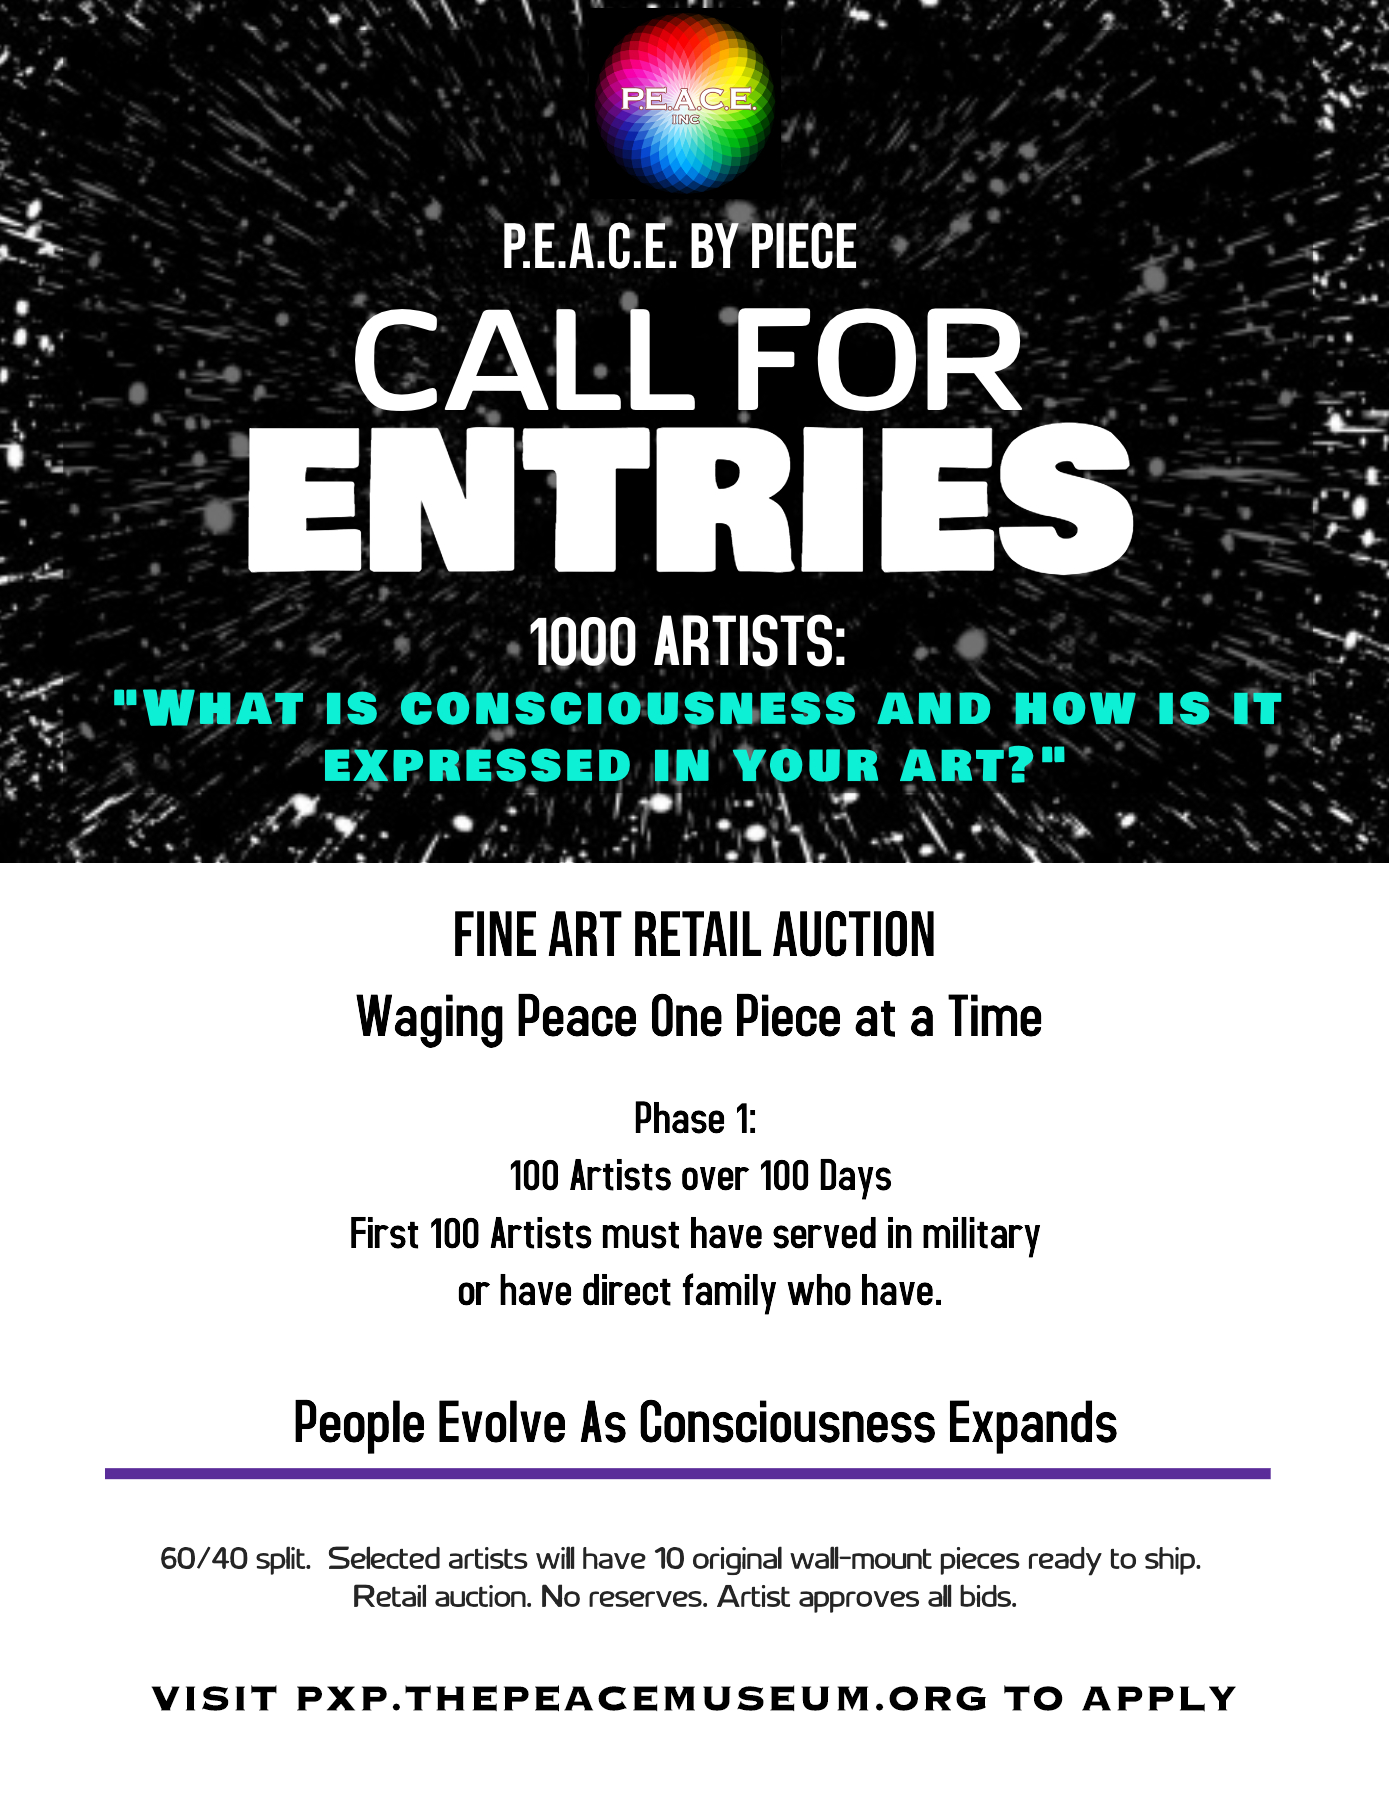 P.E.A.C.E.
INC
P.E.A.C.E. BY PIECE
CALL FOR
ENTRIES
1000 ARTISTS:
"What is consciousness and how is it
expressed in your art?"
FINE ART RETAIL AUCTION
Waging Peace One Piece at a Time
Phase 1:
100 Artists over 100 Days
First 100 Artists must have served in military
or have direct family who have.
People Evolve As Consciousness Expands
60/40 split.  Selected artists will have 10 original wall-mount pieces ready to ship.
Retail auction. No reserves. Artist approves all bids.
VISIT PXP.THEPEACEMUSEUM.ORG TO APPLY